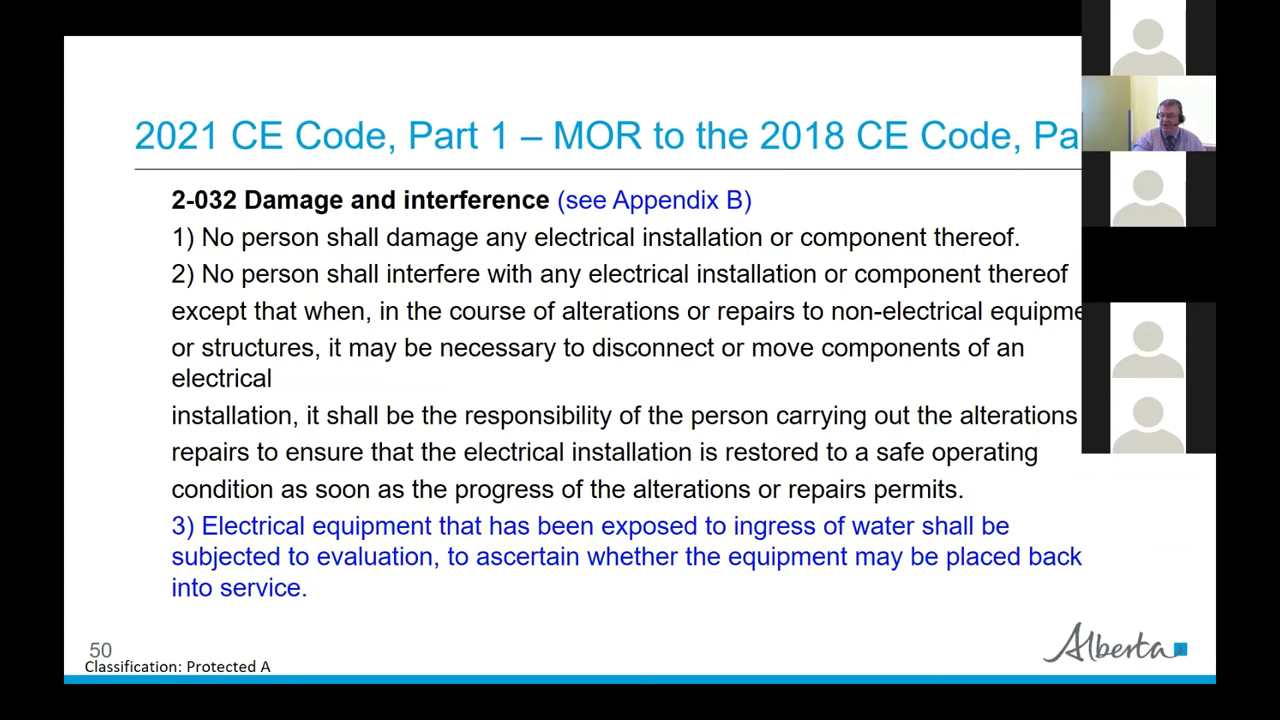 2021 CE Code, Part 1 – MOR to the 2018 CE Code, Pa
2-032 Damage and interference (see Appendix B)
1) No person shall damage any electrical installation or component thereof.
2) No person shall interfere with any electrical installation or component thereof
except that when, in the course of alterations or repairs to non-electrical equipme
or structures, it may be necessary to disconnect or move components of an
electrical
installation, it shall be the responsibility of the person carrying out the alterations
repairs to ensure that the electrical installation is restored to a safe operating
condition as soon as the progress of the alterations or repairs permits.
3) Electrical equipment that has been exposed to ingress of water shall be
subjected to evaluation, to ascertain whether the equipment may be placed back
into service.
50
Classification: Protected A
Alberta